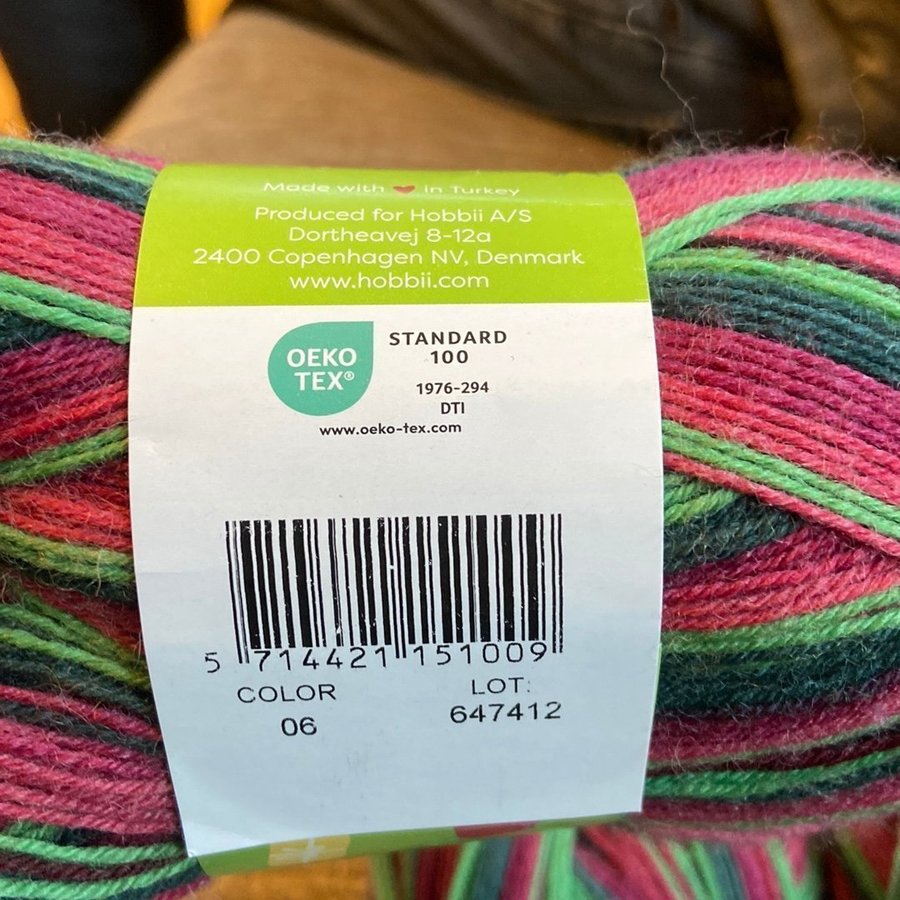 Made with ❤ in Turkey
Produced for Hobbii A/S
Dortheavej 8-12a
2400 Copenhagen NV, Denmark
www.hobbii.com
OEKO
TEX®
STANDARD
100
1976-294
DTI
www.oeko-tex.com
5 714421 151009
COLOR
06
LOT:
647412